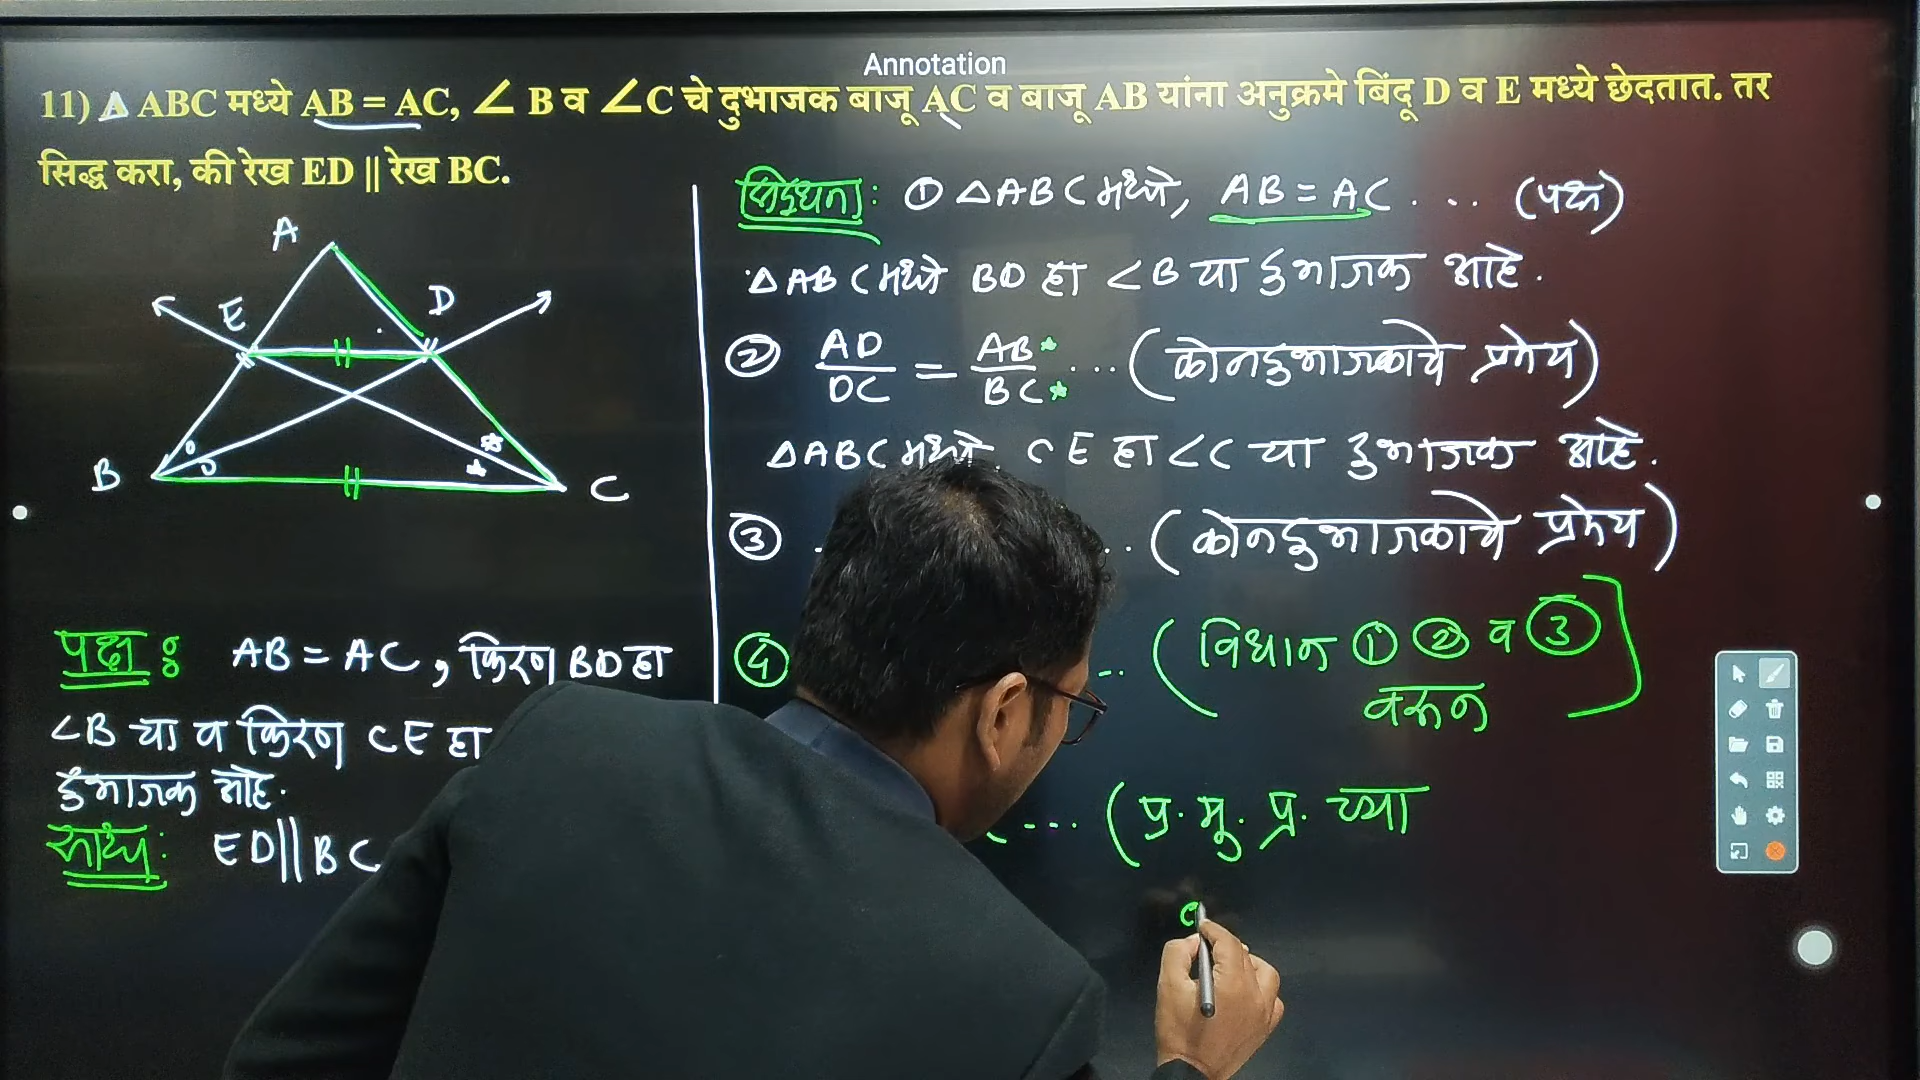 Annotation
11) Δ ABC मध्ये AB = AC, ∠ B व ∠C चे दुभाजक बाजू AC व बाजू AB यांना अनुक्रमे बिंदू D व E मध्ये छेदतात. तर
सिद्ध करा, की रेख ED || रेख BC.
A
E
D
B
C
पक्ष : AB = AC, किरण BD हा
∠B चा व किरण CE हा
दुभाजक आहे.
साध्य: ED || BC
सिद्धता: ① ΔABC मध्ये, AB = AC ... (पक्ष)
ΔABC मध्ये BD हा ∠B चा दुभाजक आहे.
② AD/DC = AB/BC ... (कोनदुभाजकाचे प्रमेय)
ΔABC मध्ये CE हा ∠C चा दुभाजक आहे.
③ ... (कोनदुभाजकाचे प्रमेय)
④ ... (विधान ① ② व ③
वरून)
... (प्र. मु. प्र. च्या